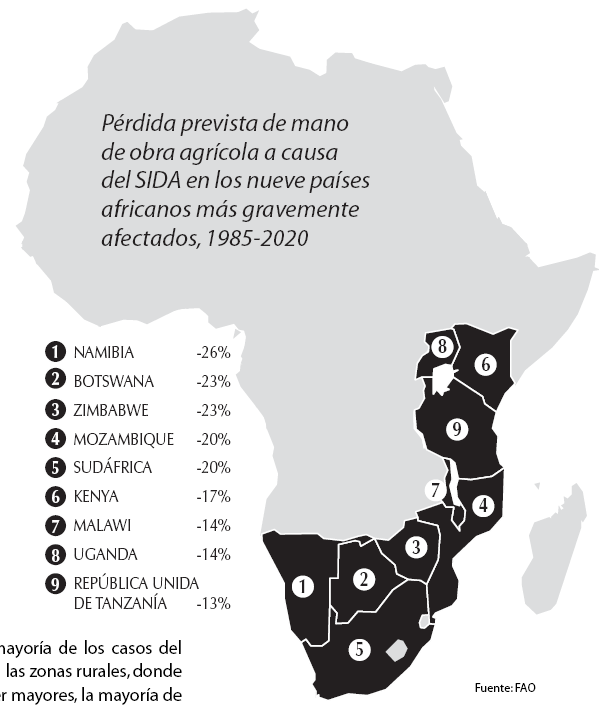 Pérdida prevista de mano
de obra agrícola a causa
del SIDA en los nueve países
africanos más gravemente
afectados, 1985-2020
1 NAMIBIA -26%
2 BOTSWANA -23%
3 ZIMBABWE -23%
4 MOZAMBIQUE -20%
5 SUDÁFRICA -20%
6 KENYA -17%
7 MALAWI -14%
8 UGANDA -14%
9 REPÚBLICA UNIDA
DE TANZANÍA -13%
8
6
9
7
4
3
1
2
5
mayoría de los casos del
las zonas rurales, donde
er mayores, la mayoría de
Fuente: FAO